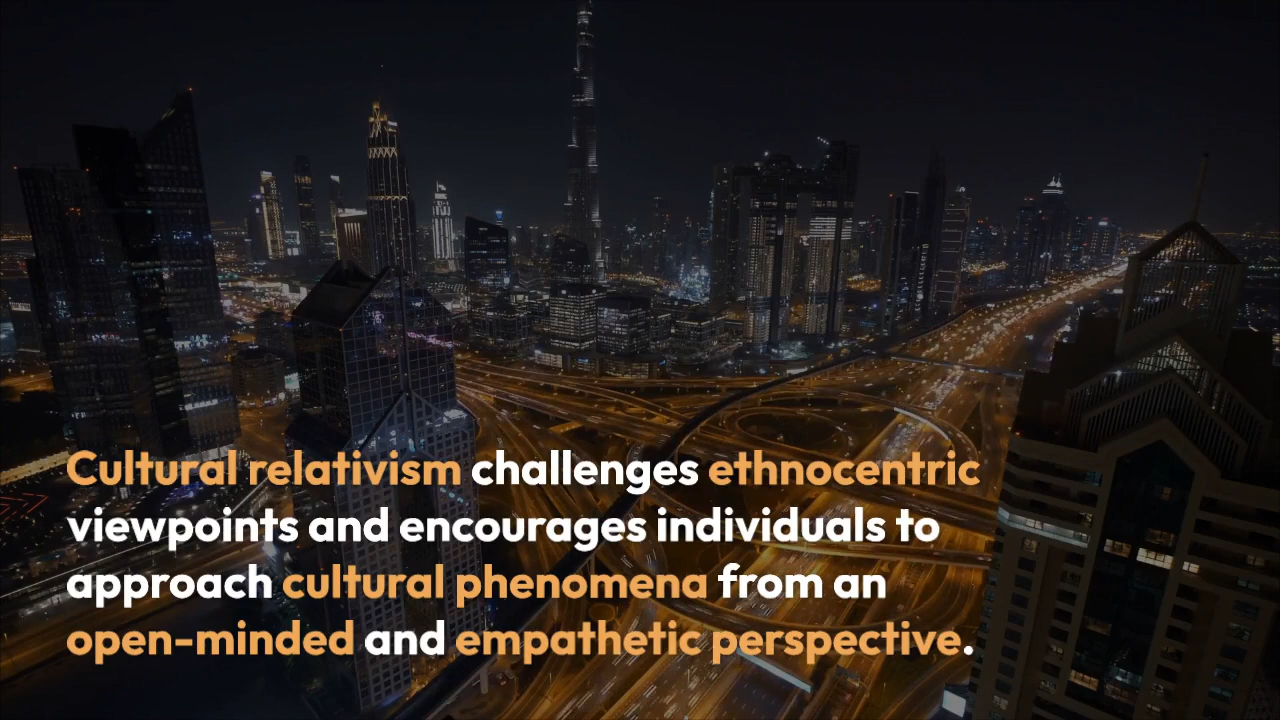 Cultural relativism challenges ethnocentric
viewpoints and encourages individuals to
approach cultural phenomena from an
open-minded and empathetic perspective.